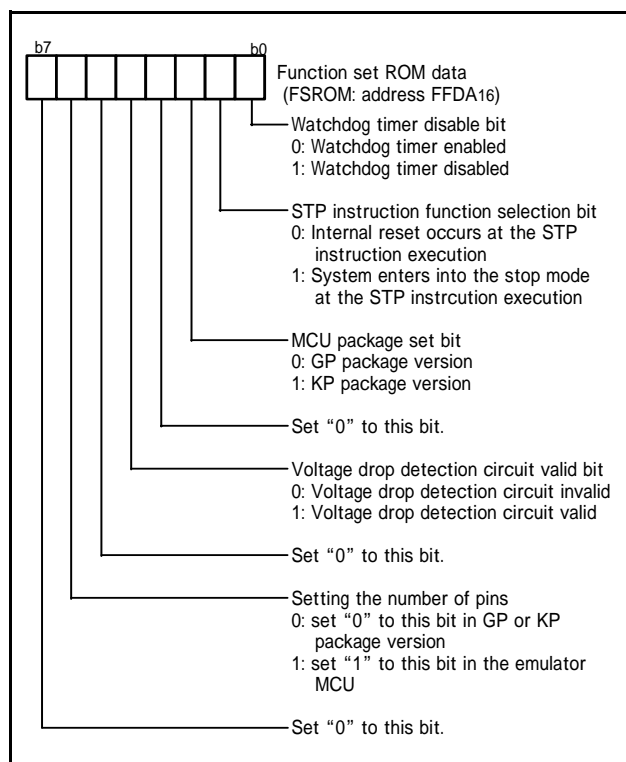 b7 b0
Function set ROM data
(FSROM: address FFDA16)
Watchdog timer disable bit
0: Watchdog timer enabled
1: Watchdog timer disabled
STP instruction function selection bit
0: Internal reset occurs at the STP
instruction execution
1: System enters into the stop mode
at the STP instrcution execution
MCU package set bit
0: GP package version
1: KP package version
Set “0” to this bit.
Voltage drop detection circuit valid bit
0: Voltage drop detection circuit invalid
1: Voltage drop detection circuit valid
Set “0” to this bit.
Setting the number of pins
0: set “0” to this bit in GP or KP
package version
1: set “1” to this bit in the emulator
MCU
Set “0” to this bit.